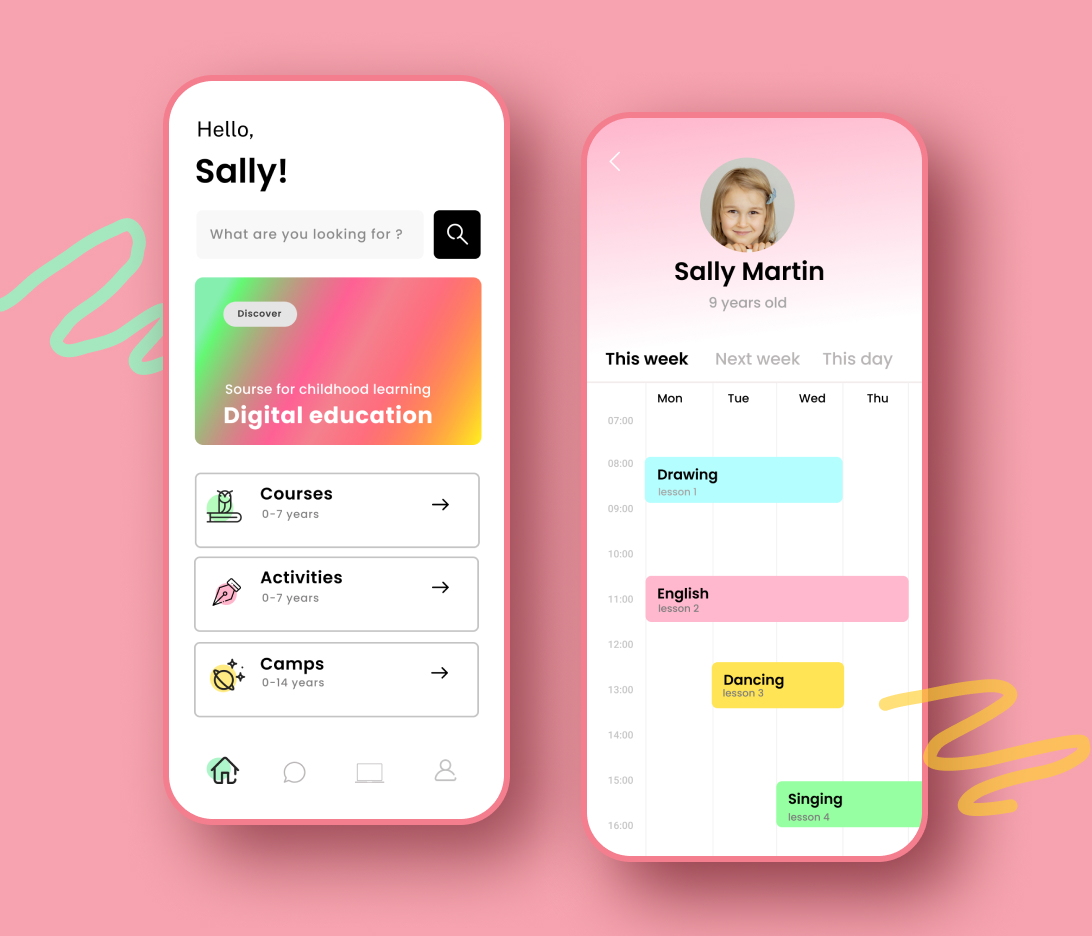 Hello,
Sally!
What are you looking for ?
Discover
Sourse for childhood learning
Digital education
Courses
0-7 years
Activities
0-7 years
Camps
0-14 years
Sally Martin
9 years old
This week Next week This day
Mon Tue Wed Thu
07:00
08:00
Drawing
lesson 1
09:00
10:00
English
11:00
lesson 2
12:00
Dancing
13:00
lesson 3
14:00
15:00
Singing
lesson 4
16:00